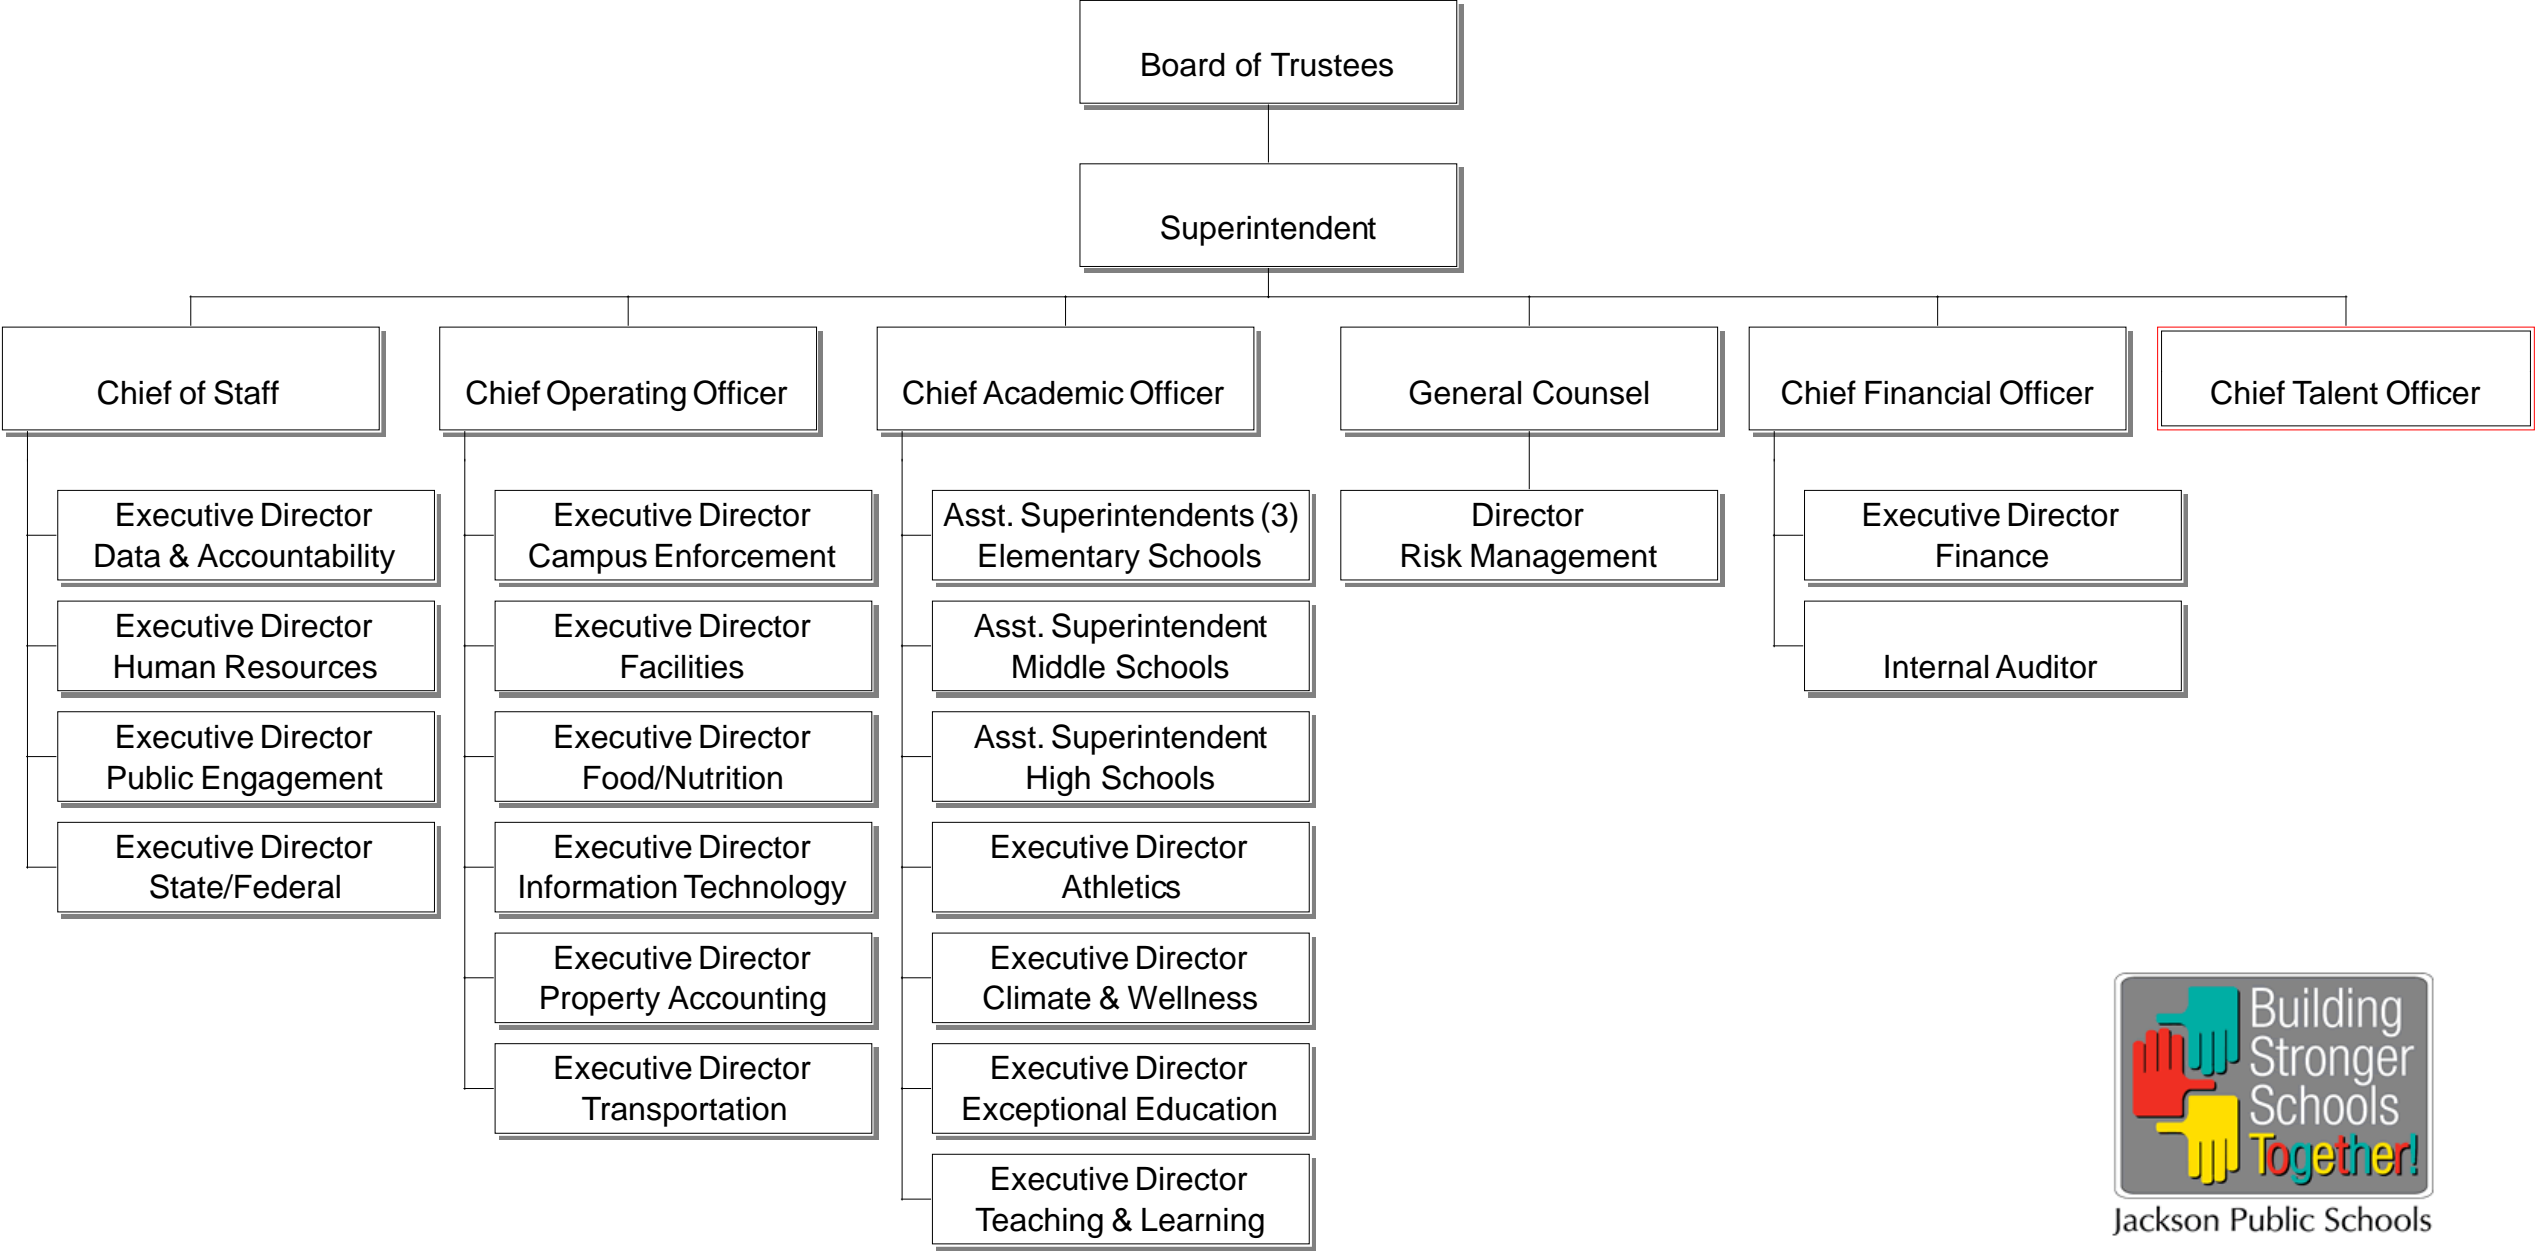 Board of Trustees
Superintendent
Chief of Staff
Chief Operating Officer
Chief Academic Officer
General Counsel
Chief Financial Officer
Chief Talent Officer
Executive Director
Data & Accountability
Executive Director
Human Resources
Executive Director
Public Engagement
Executive Director
State/Federal
Executive Director
Campus Enforcement
Executive Director
Facilities
Executive Director
Food/Nutrition
Executive Director
Information Technology
Executive Director
Property Accounting
Executive Director
Transportation
Asst. Superintendents (3)
Elementary Schools
Asst. Superintendent
Middle Schools
Asst. Superintendent
High Schools
Executive Director
Athletics
Executive Director
Climate & Wellness
Executive Director
Exceptional Education
Executive Director
Teaching & Learning
Director
Risk Management
Executive Director
Finance
Internal Auditor
Building
Stronger
Schools
Together!
Jackson Public Schools